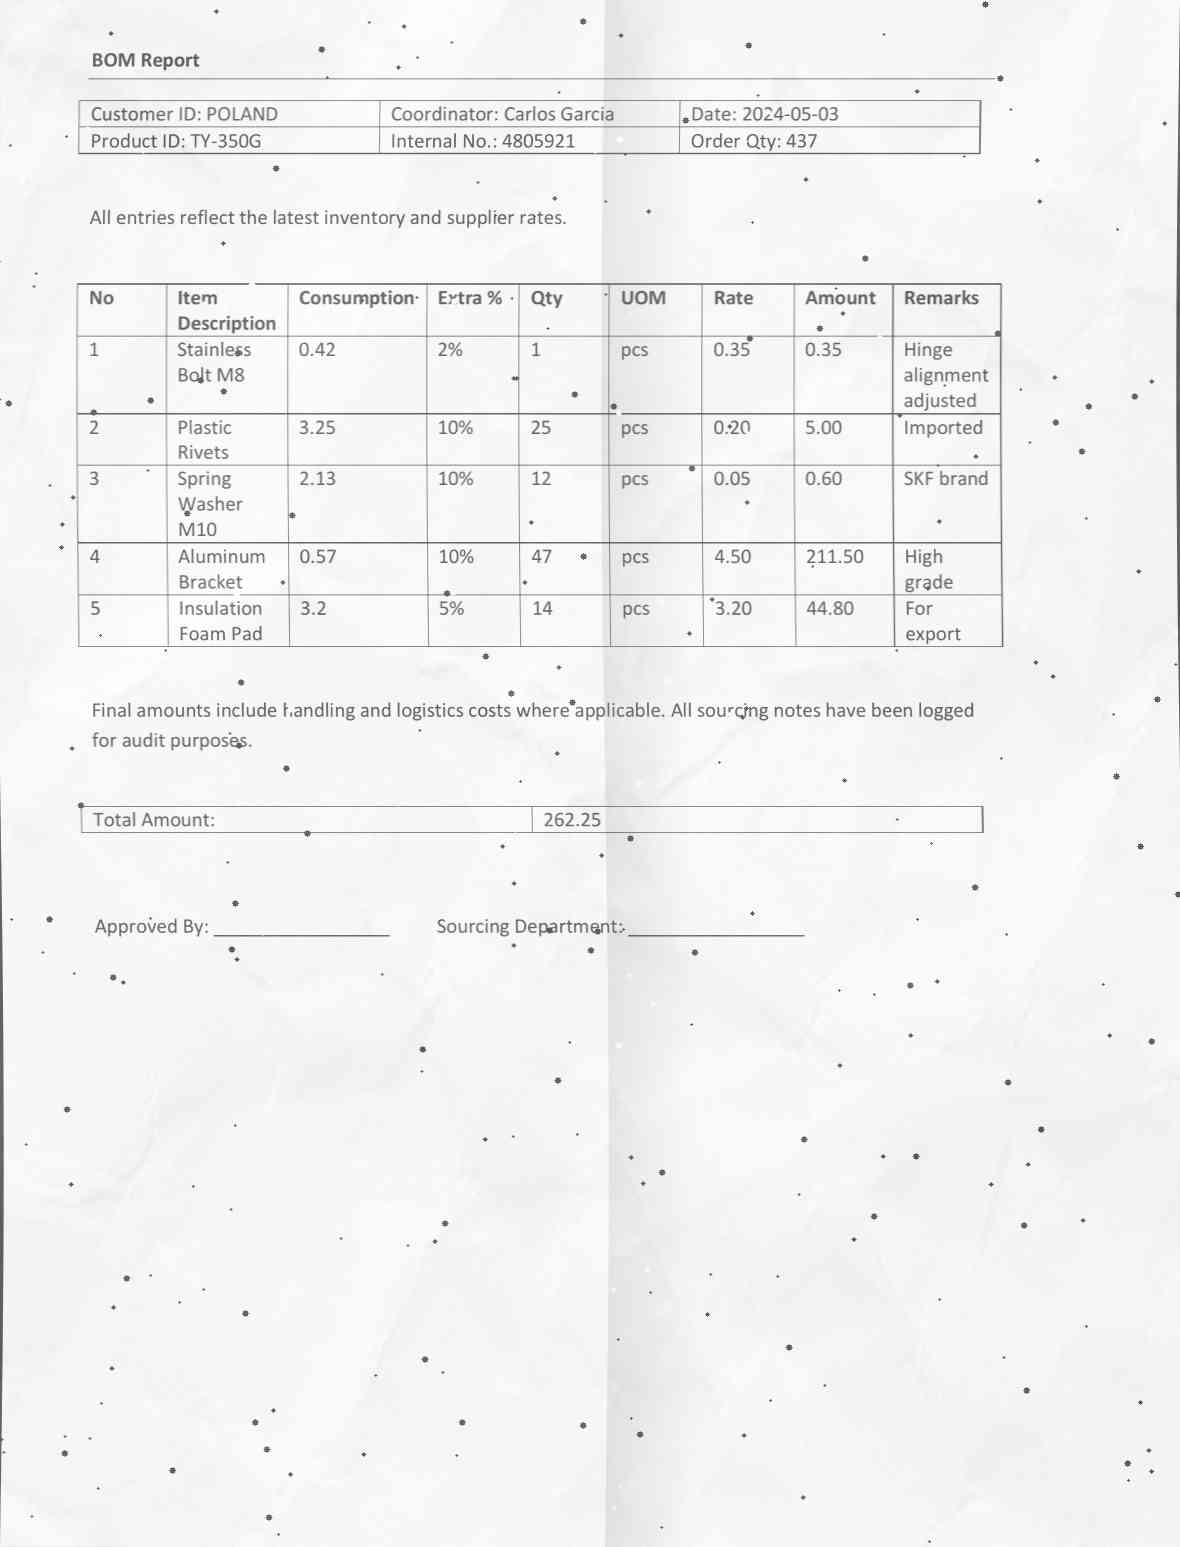 BOM Report
Customer ID: POLAND Coordinator: Carlos Garcia Date: 2024-05-03
Product ID: TY-350G Internal No.: 4805921 Order Qty: 437
All entries reflect the latest inventory and supplier rates.
No Item Consumption Extra % Qty UOM Rate Amount Remarks
Description
1 Stainless 0.42 2% 1 pcs 0.35 0.35 Hinge
Bolt M8 alignment
adjusted
2 Plastic 3.25 10% 25 pcs 0.20 5.00 Imported
Rivets
3 Spring 2.13 10% 12 pcs 0.05 0.60 SKF brand
Washer
M10
4 Aluminum 0.57 10% 47 pcs 4.50 211.50 High
Bracket grade
5 Insulation 3.2 5% 14 pcs 3.20 44.80 For
Foam Pad export
Final amounts include handling and logistics costs where applicable. All sourcing notes have been logged
for audit purposes.
Total Amount: 262.25
Approved By: Sourcing Department: